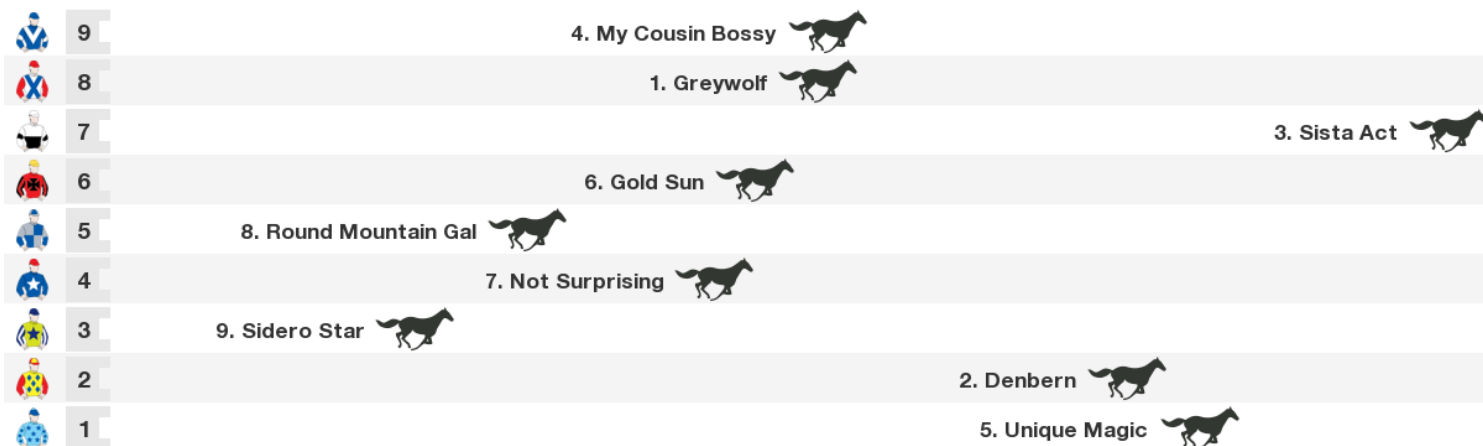 9 4. My Cousin Bossy
8 1. Greywolf
7 3. Sista Act
6 6. Gold Sun
5 8. Round Mountain Gal
4 7. Not Surprising
3 9. Sidero Star
2 2. Denbern
1 5. Unique Magic